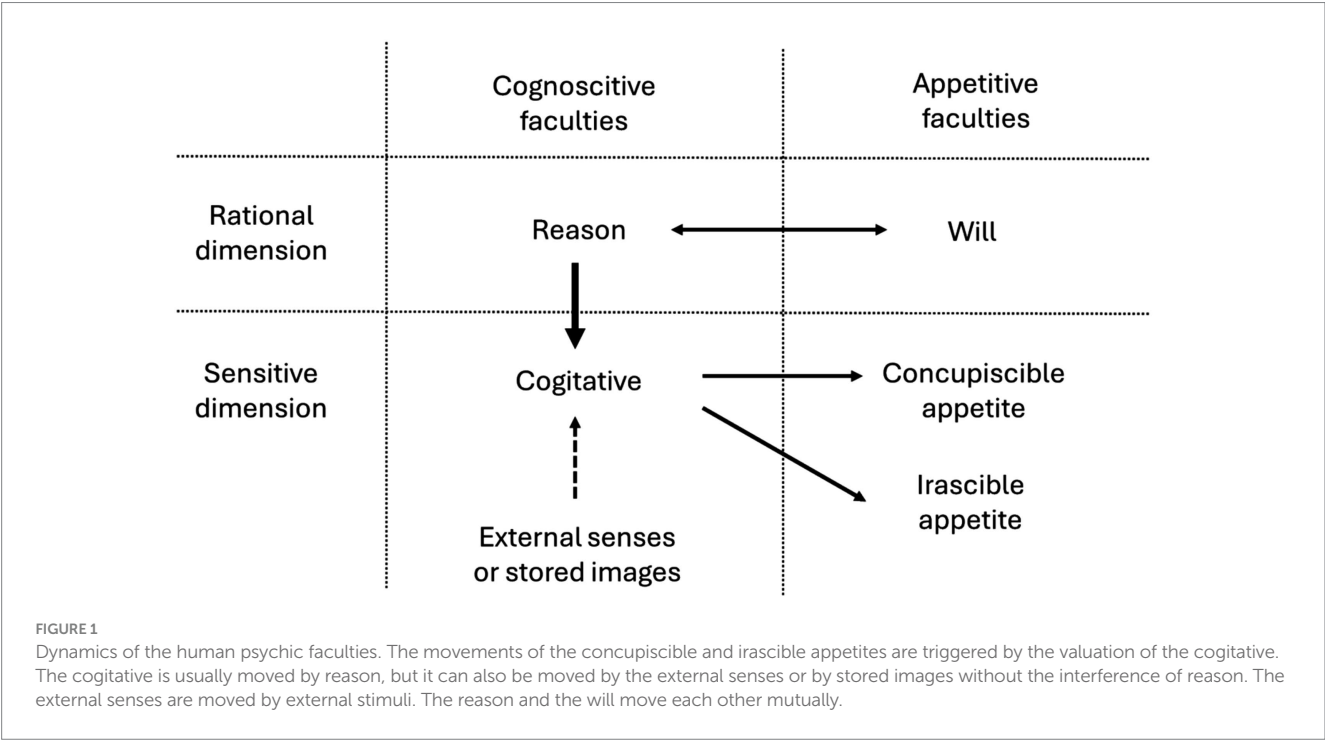 Cognoscitive
faculties
Appetitive
faculties
Rational
dimension
Reason
Will
Sensitive
dimension
Cogitative
Concupiscible
appetite
Irascible
appetite
External senses
or stored images
FIGURE 1
Dynamics of the human psychic faculties. The movements of the concupiscible and irascible appetites are triggered by the valuation of the cogitative.
The cogitative is usually moved by reason, but it can also be moved by the external senses or by stored images without the interference of reason. The
external senses are moved by external stimuli. The reason and the will move each other mutually.